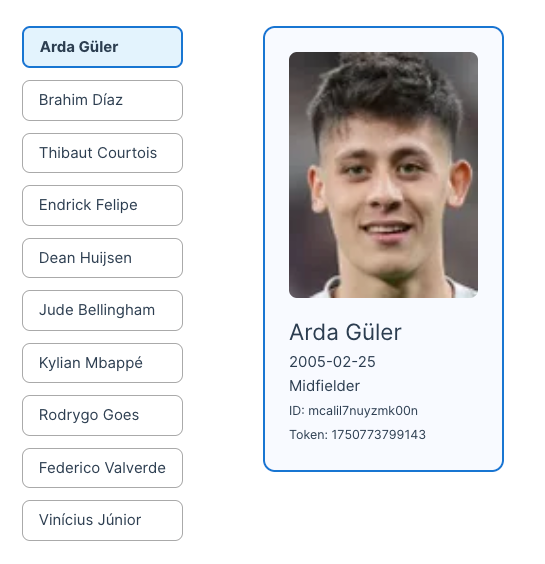 Arda Güler
Brahim Díaz
Thibaut Courtois
Endrick Felipe
Dean Huijsen
Jude Bellingham
Kylian Mbappé
Rodrygo Goes
Federico Valverde
Vinícius Júnior
Arda Güler
2005-02-25
Midfielder
ID: mcalil7nuyzmk00n
Token: 1750773799143